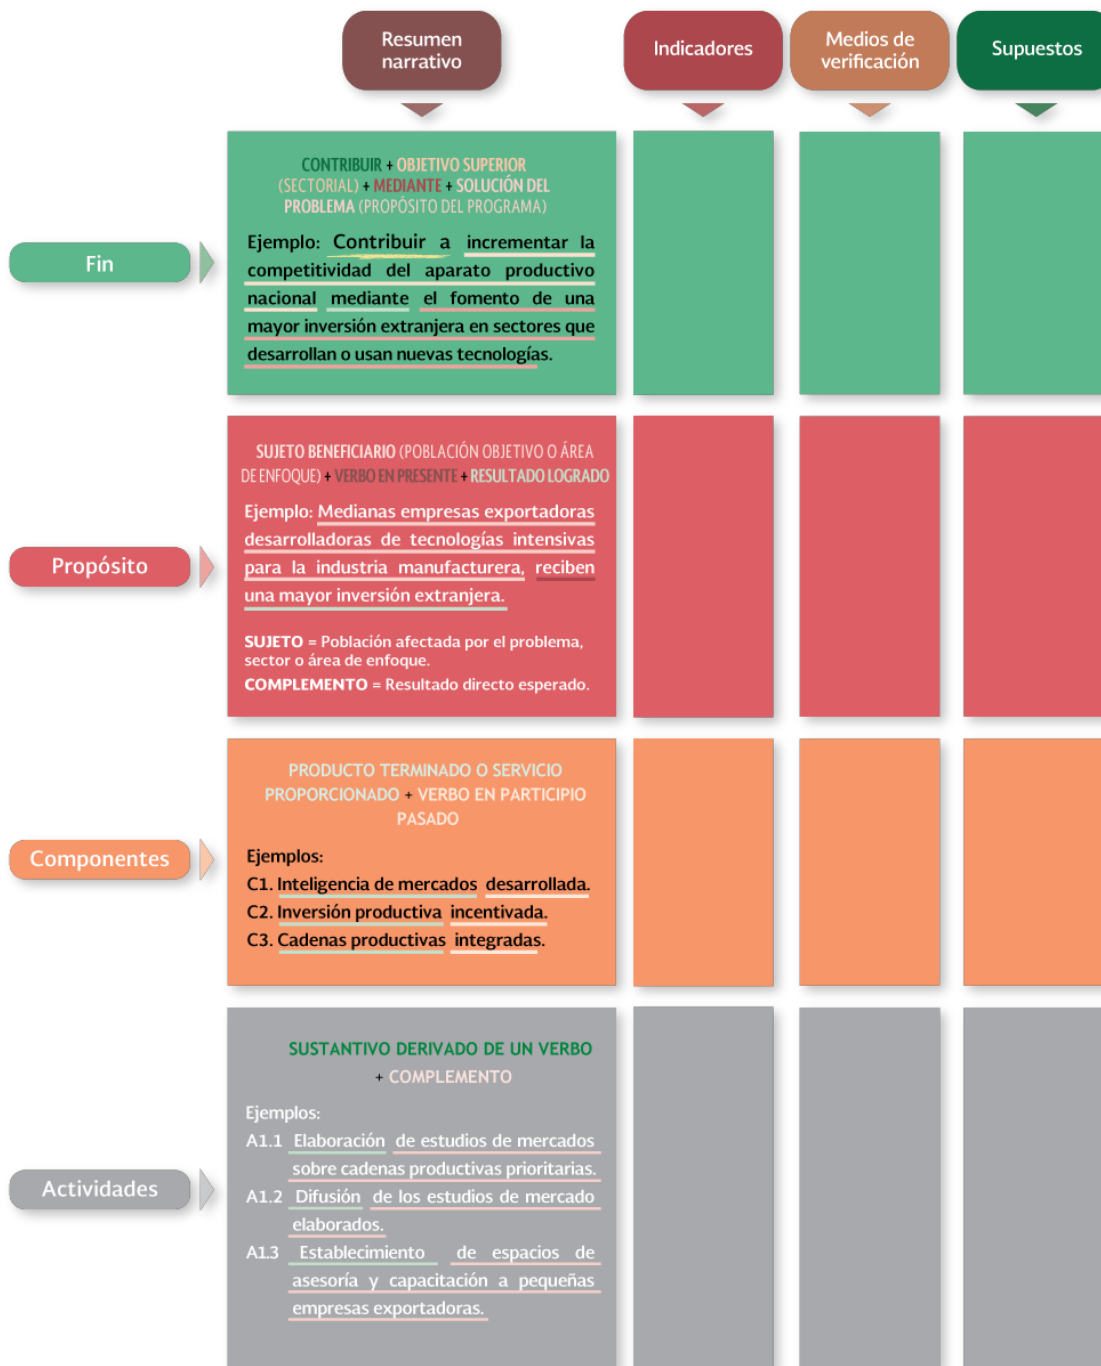 Resumen
narrativo
Indicadores
Medios de
verificación
Supuestos
Fin
CONTRIBUIR + OBJETIVO SUPERIOR
(SECTORIAL) + MEDIANTE + SOLUCIÓN DEL
PROBLEMA (PROPÓSITO DEL PROGRAMA)
Ejemplo: Contribuir a incrementar la
competitividad del aparato productivo
nacional mediante el fomento de una
mayor inversión extranjera en sectores que
desarrollan o usan nuevas tecnologías.
Propósito
SUJETO BENEFICIARIO (POBLACIÓN OBJETIVO O ÁREA
DE ENFOQUE) + VERBO EN PRESENTE + RESULTADO LOGRADO
Ejemplo: Medianas empresas exportadoras
desarrolladoras de tecnologías intensivas
para la industria manufacturera, reciben
una mayor inversión extranjera.
SUJETO = Población afectada por el problema,
sector o área de enfoque.
COMPLEMENTO = Resultado directo esperado.
Componentes
PRODUCTO TERMINADO O SERVICIO
PROPORCIONADO + VERBO EN PARTICIPIO
PASADO
Ejemplos:
C1. Inteligencia de mercados desarrollada.
C2. Inversión productiva incentivada.
C3. Cadenas productivas integradas.
Actividades
SUSTANTIVO DERIVADO DE UN VERBO
+ COMPLEMENTO
Ejemplos:
A1.1 Elaboración de estudios de mercados
sobre cadenas productivas prioritarias.
A1.2 Difusión de los estudios de mercado
elaborados.
A1.3 Establecimiento de espacios de
asesoría y capacitación a pequeñas
empresas exportadoras.